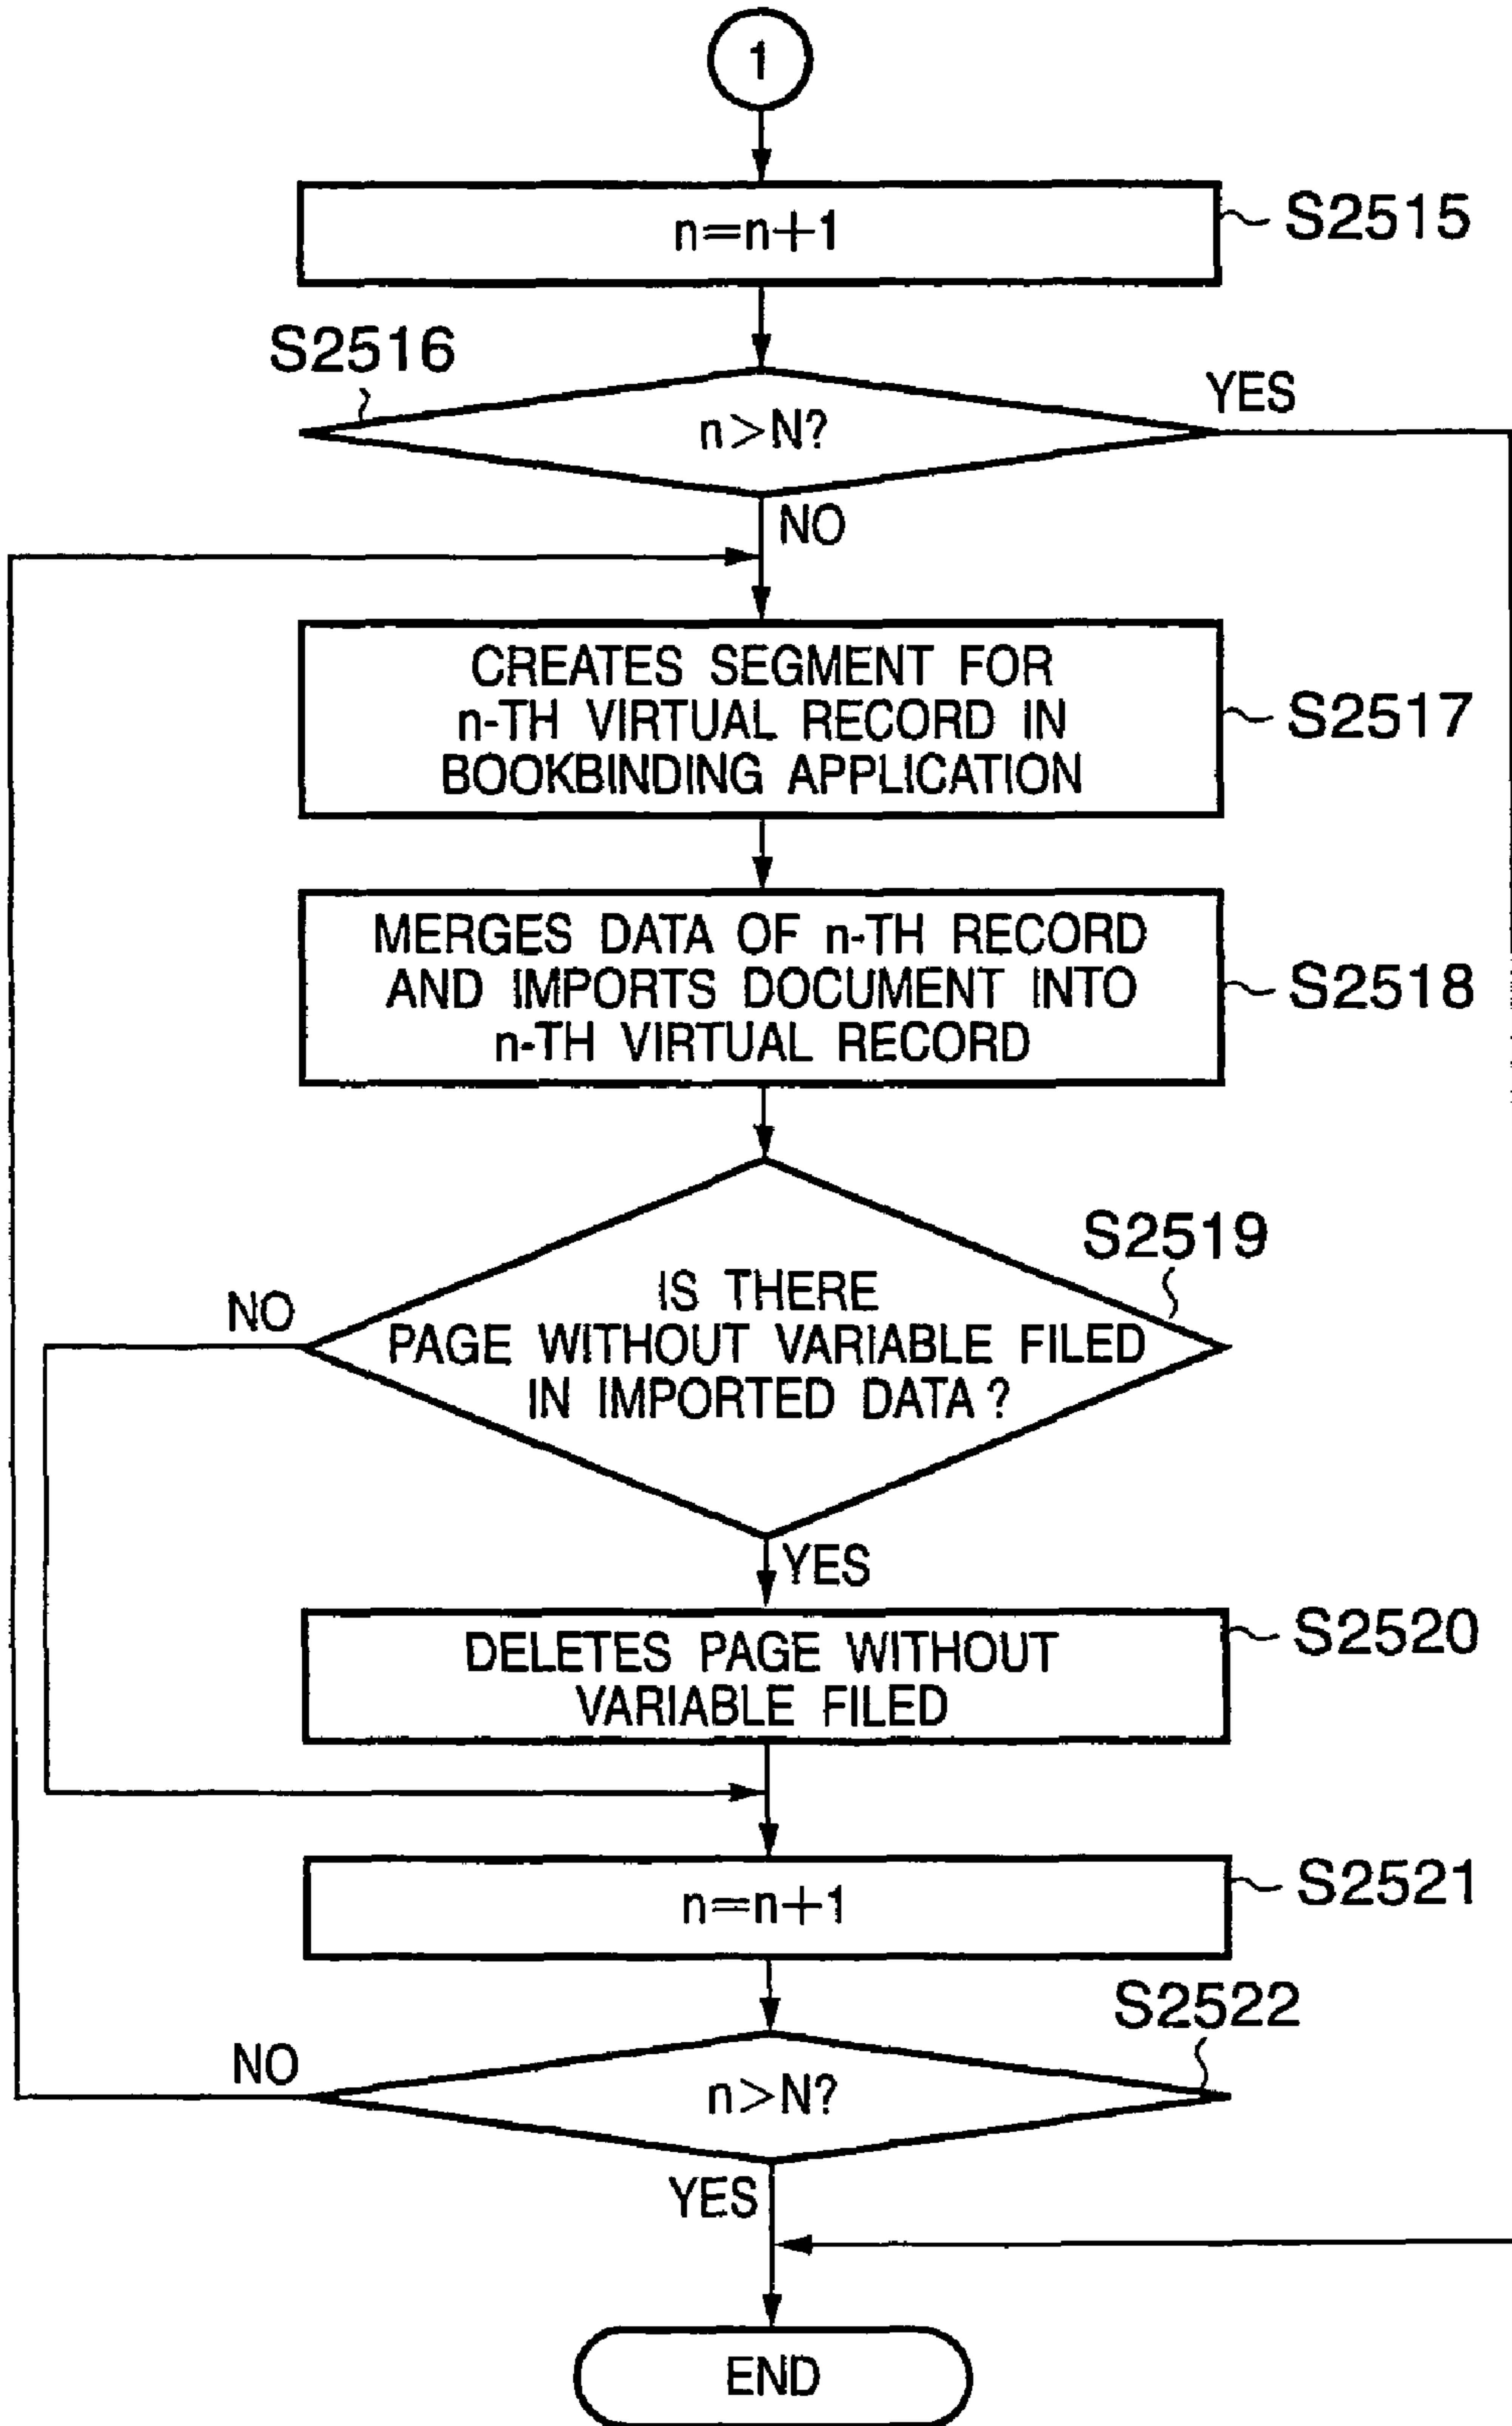 1
n=n+1
S2515
S2516
n>N?
YES
NO
CREATES SEGMENT FOR
n-TH VIRTUAL RECORD IN
BOOKBINDING APPLICATION
S2517
MERGES DATA OF n-TH RECORD
AND IMPORTS DOCUMENT INTO
n-TH VIRTUAL RECORD
S2518
S2519
IS THERE
PAGE WITHOUT VARIABLE FILED
IN IMPORTED DATA?
NO
YES
DELETES PAGE WITHOUT
VARIABLE FILED
S2520
n=n+1
S2521
S2522
n>N?
NO
YES
END